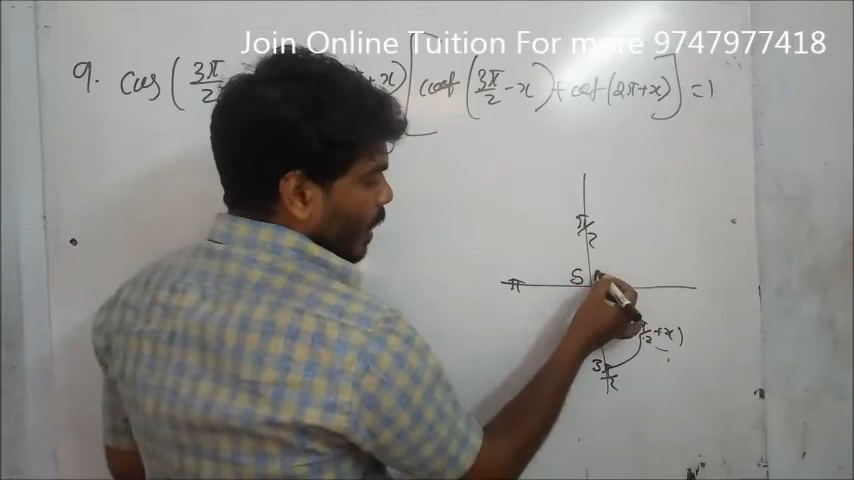 Join Online Tuition For more 9747977418
9. cos (3π/2 +x)[cot(3π/2 -x)+ cot(2π+x)] =1
π/2
π S
π/2 +x)
3π/2